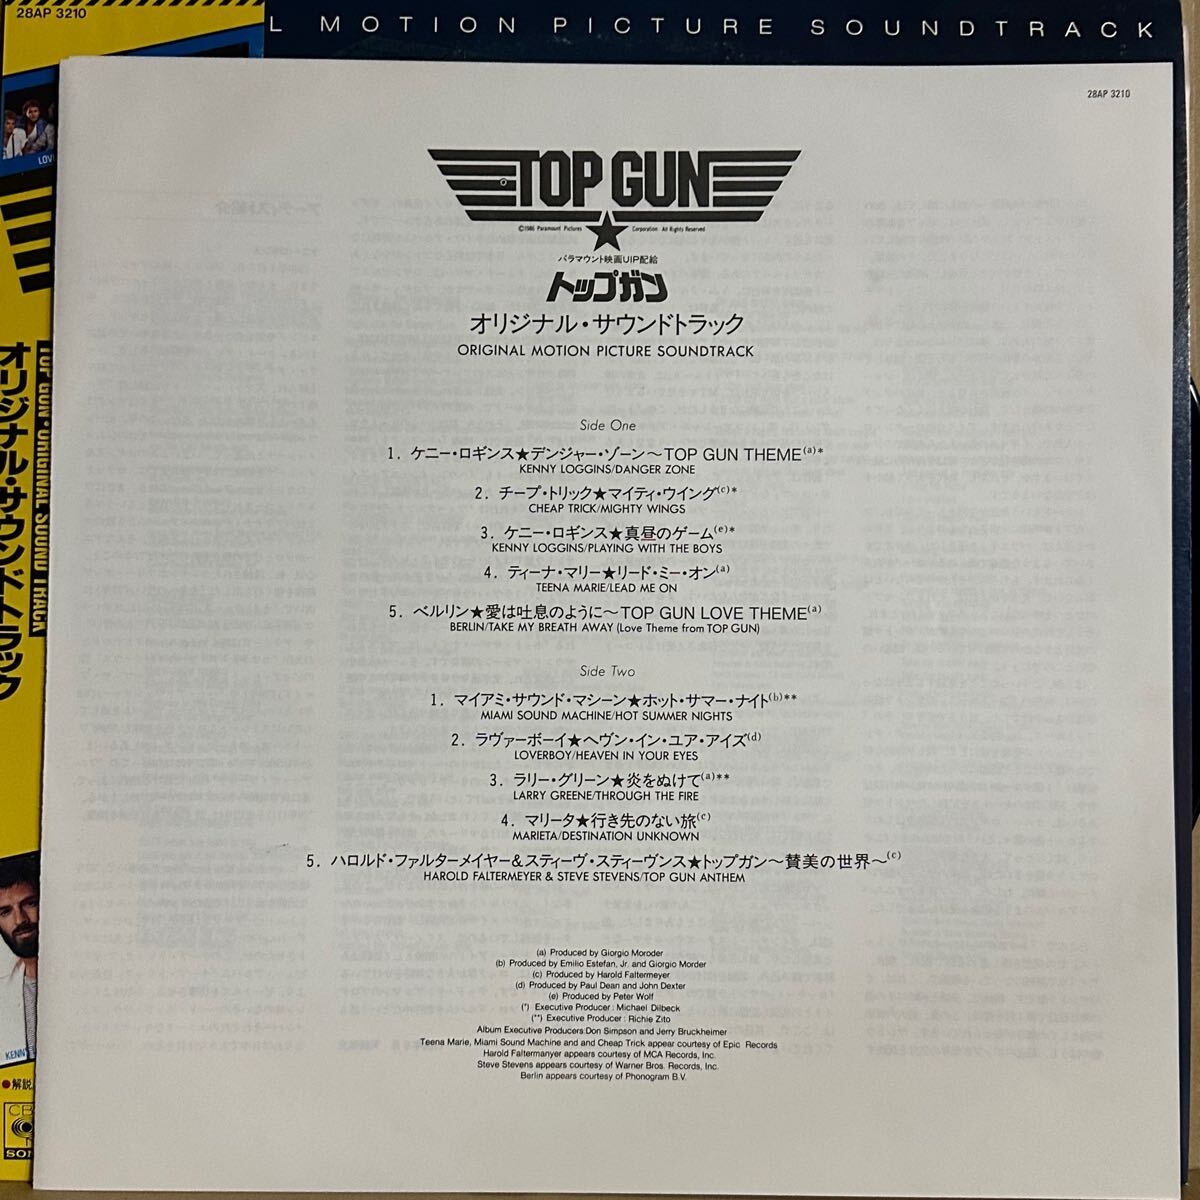 28AP 3210
L MOTION PICTURE SOUNDTRACK
28AP 3210
TOP GUN
©1986 Paramount Pictures Corporation. All Rights Reserved
パラマウント映画UIP配給
トップガン
オリジナル・サウンドトラック
ORIGINAL MOTION PICTURE SOUNDTRACK
Side One
1. ケニー・ロギンス★デンジャー・ゾーン〜TOP GUN THEME(a)*
KENNY LOGGINS/DANGER ZONE
2. チープ・トリック★マイティ・ウイング(c)*
CHEAP TRICK/MIGHTY WINGS
3. ケニー・ロギンス★真昼のゲーム(e)*
KENNY LOGGINS/PLAYING WITH THE BOYS
4. ティーナ・マリー★リード・ミー・オン(a)
TEENA MARIE/LEAD ME ON
5. ベルリン★愛は吐息のように〜TOP GUN LOVE THEME(a)
BERLIN/TAKE MY BREATH AWAY (Love Theme from TOP GUN)
Side Two
1. マイアミ・サウンド・マシーン★ホット・サマー・ナイト(b)**
MIAMI SOUND MACHINE/HOT SUMMER NIGHTS
2. ラヴァーボーイ★ヘヴン・イン・ユア・アイズ(d)
LOVERBOY/HEAVEN IN YOUR EYES
3. ラリー・グリーン★炎をぬけて(a)**
LARRY GREENE/THROUGH THE FIRE
4. マリータ★行き先のない旅(c)
MARIETA/DESTINATION UNKNOWN
5. ハロルド・ファルターメイヤー&スティーヴ・スティーヴンス★トップガン〜賛美の世界〜(c)
HAROLD FALTERMEYER & STEVE STEVENS/TOP GUN ANTHEM
(a) Produced by Giorgio Moroder
(b) Produced by Emilio Estefan, Jr. and Giorgio Morder
(c) Produced by Harold Faltermeyer
(d) Produced by Paul Dean and John Dexter
(e) Produced by Peter Wolf
(*) Executive Producer : Michael Dilbeck
(**) Executive Producer : Richie Zito
Album Executive Producers:Don Simpson and Jerry Bruckheimer
Teena Marie, Miami Sound Machine and and Cheap Trick appear courtesy of Epic Records
Harold Faltermanyer appears courtesy of MCA Records, Inc.
Steve Stevens appears courtesy of Warner Bros. Records, Inc.
Berlin appears courtesy of Phonogram B.V.
TOP GUN・ORIGINAL SOUND TRACK
オリジナル・サウンドトラック
KENNY
●解説